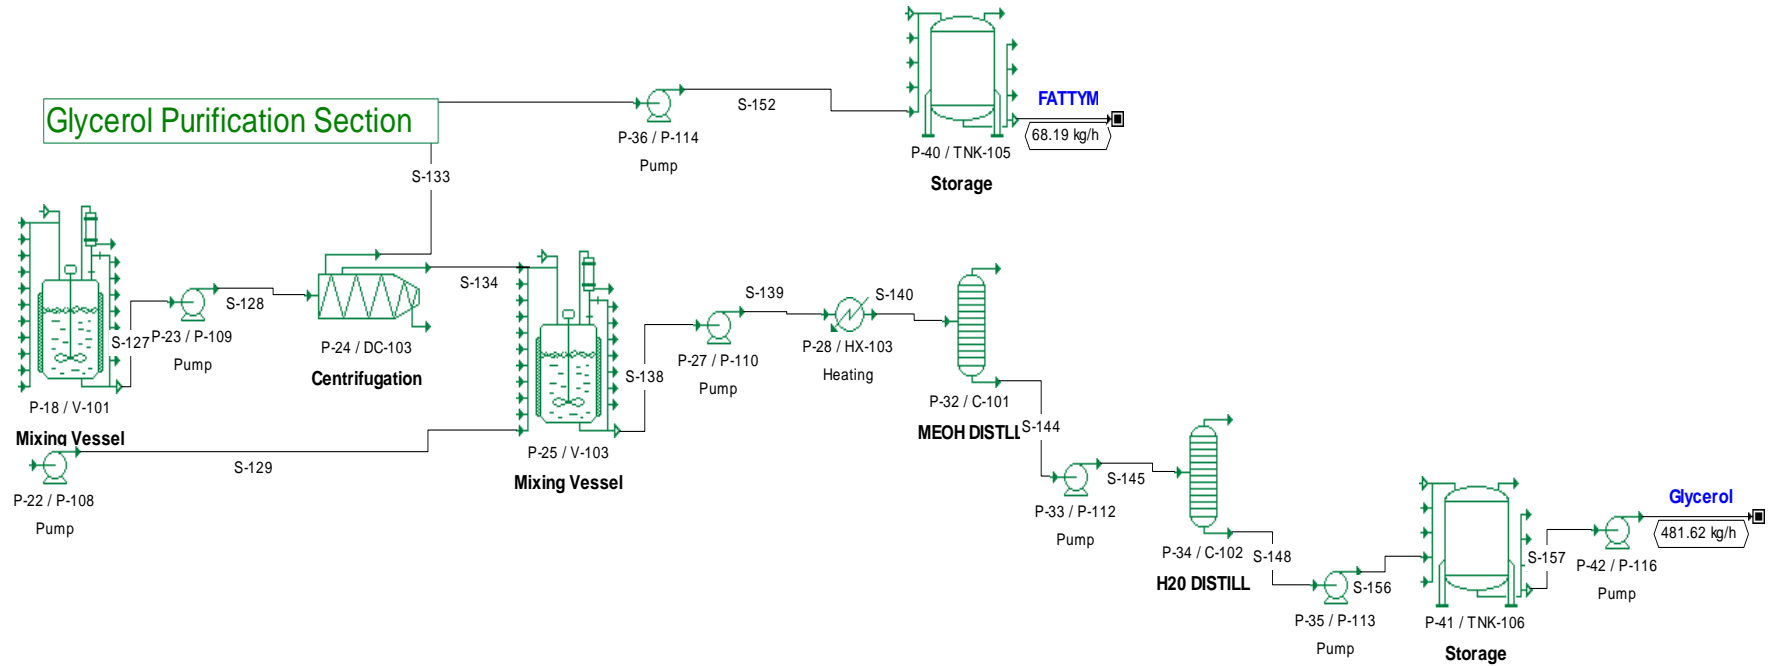 Glycerol Purification Section
S-152
P-36 / P-114
Pump
P-40 / TNK-105
Storage
FATTYM
68.19 kg/h
S-133
S-127
P-18 / V-101
Mixing Vessel
S-128
P-23 / P-109
Pump
P-24 / DC-103
Centrifugation
S-134
S-129
P-22 / P-108
Pump
P-25 / V-103
Mixing Vessel
S-138
S-139
P-27 / P-110
Pump
S-140
P-28 / HX-103
Heating
P-32 / C-101
MEOH DISTLL
S-144
S-145
P-33 / P-112
Pump
P-34 / C-102
H20 DISTILL
S-148
S-156
P-35 / P-113
Pump
P-41 / TNK-106
Storage
S-157
P-42 / P-116
Pump
Glycerol
481.62 kg/h